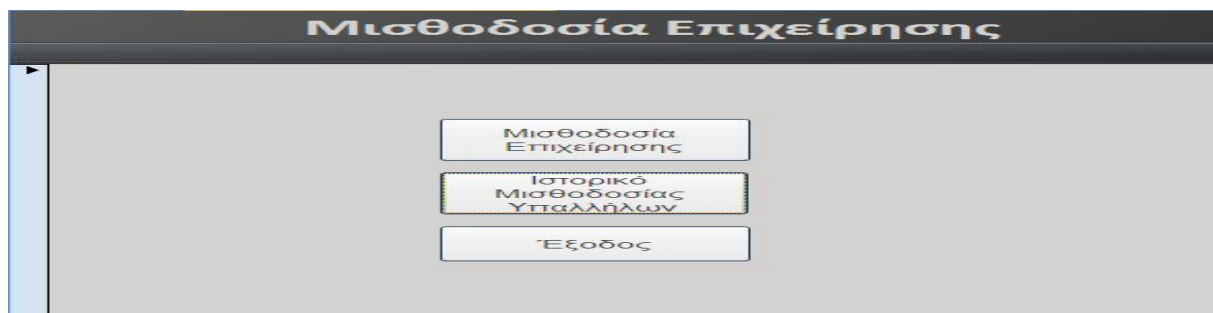 Μισθοδοσία Επιχείρησης
Μισθοδοσία
Επιχείρησης
Ιστορικό
Μισθοδοσίας
Υπαλλήλων
Έξοδος